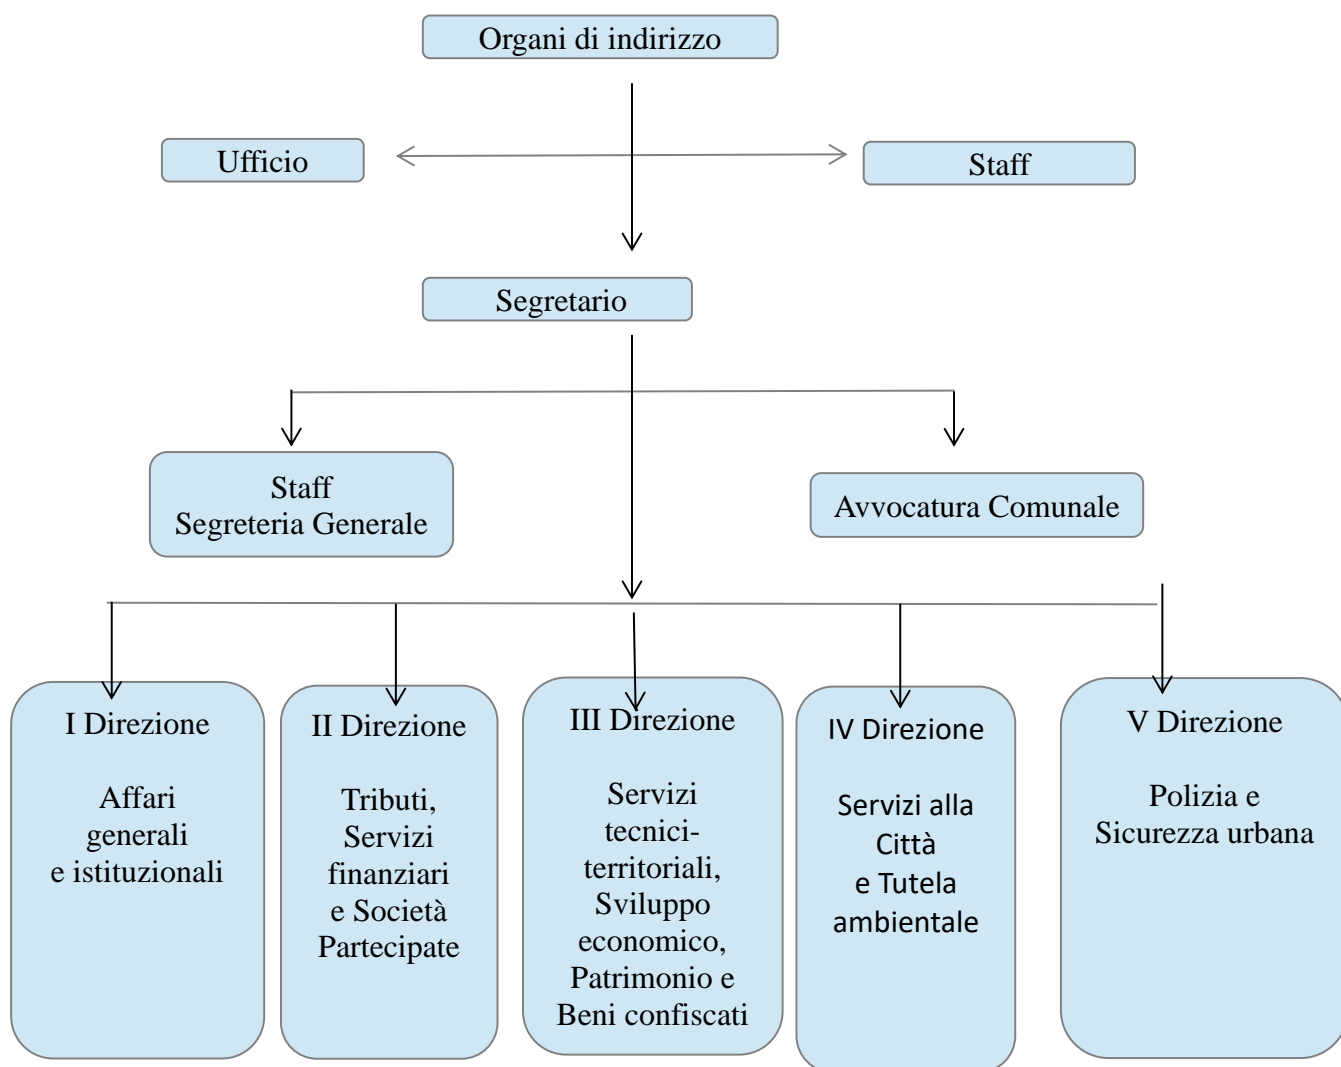 Organi di indirizzo
Ufficio
Staff
Segretario
Staff
Segreteria Generale
Avvocatura Comunale
I Direzione
Affari
generali
e istituzionali
II Direzione
Tributi,
Servizi
finanziari
e Società
Partecipate
III Direzione
Servizi
tecnici-
territoriali,
Sviluppo
economico,
Patrimonio e
Beni confiscati
IV Direzione
Servizi alla
Città
e Tutela
ambientale
V Direzione
Polizia e
Sicurezza urbana